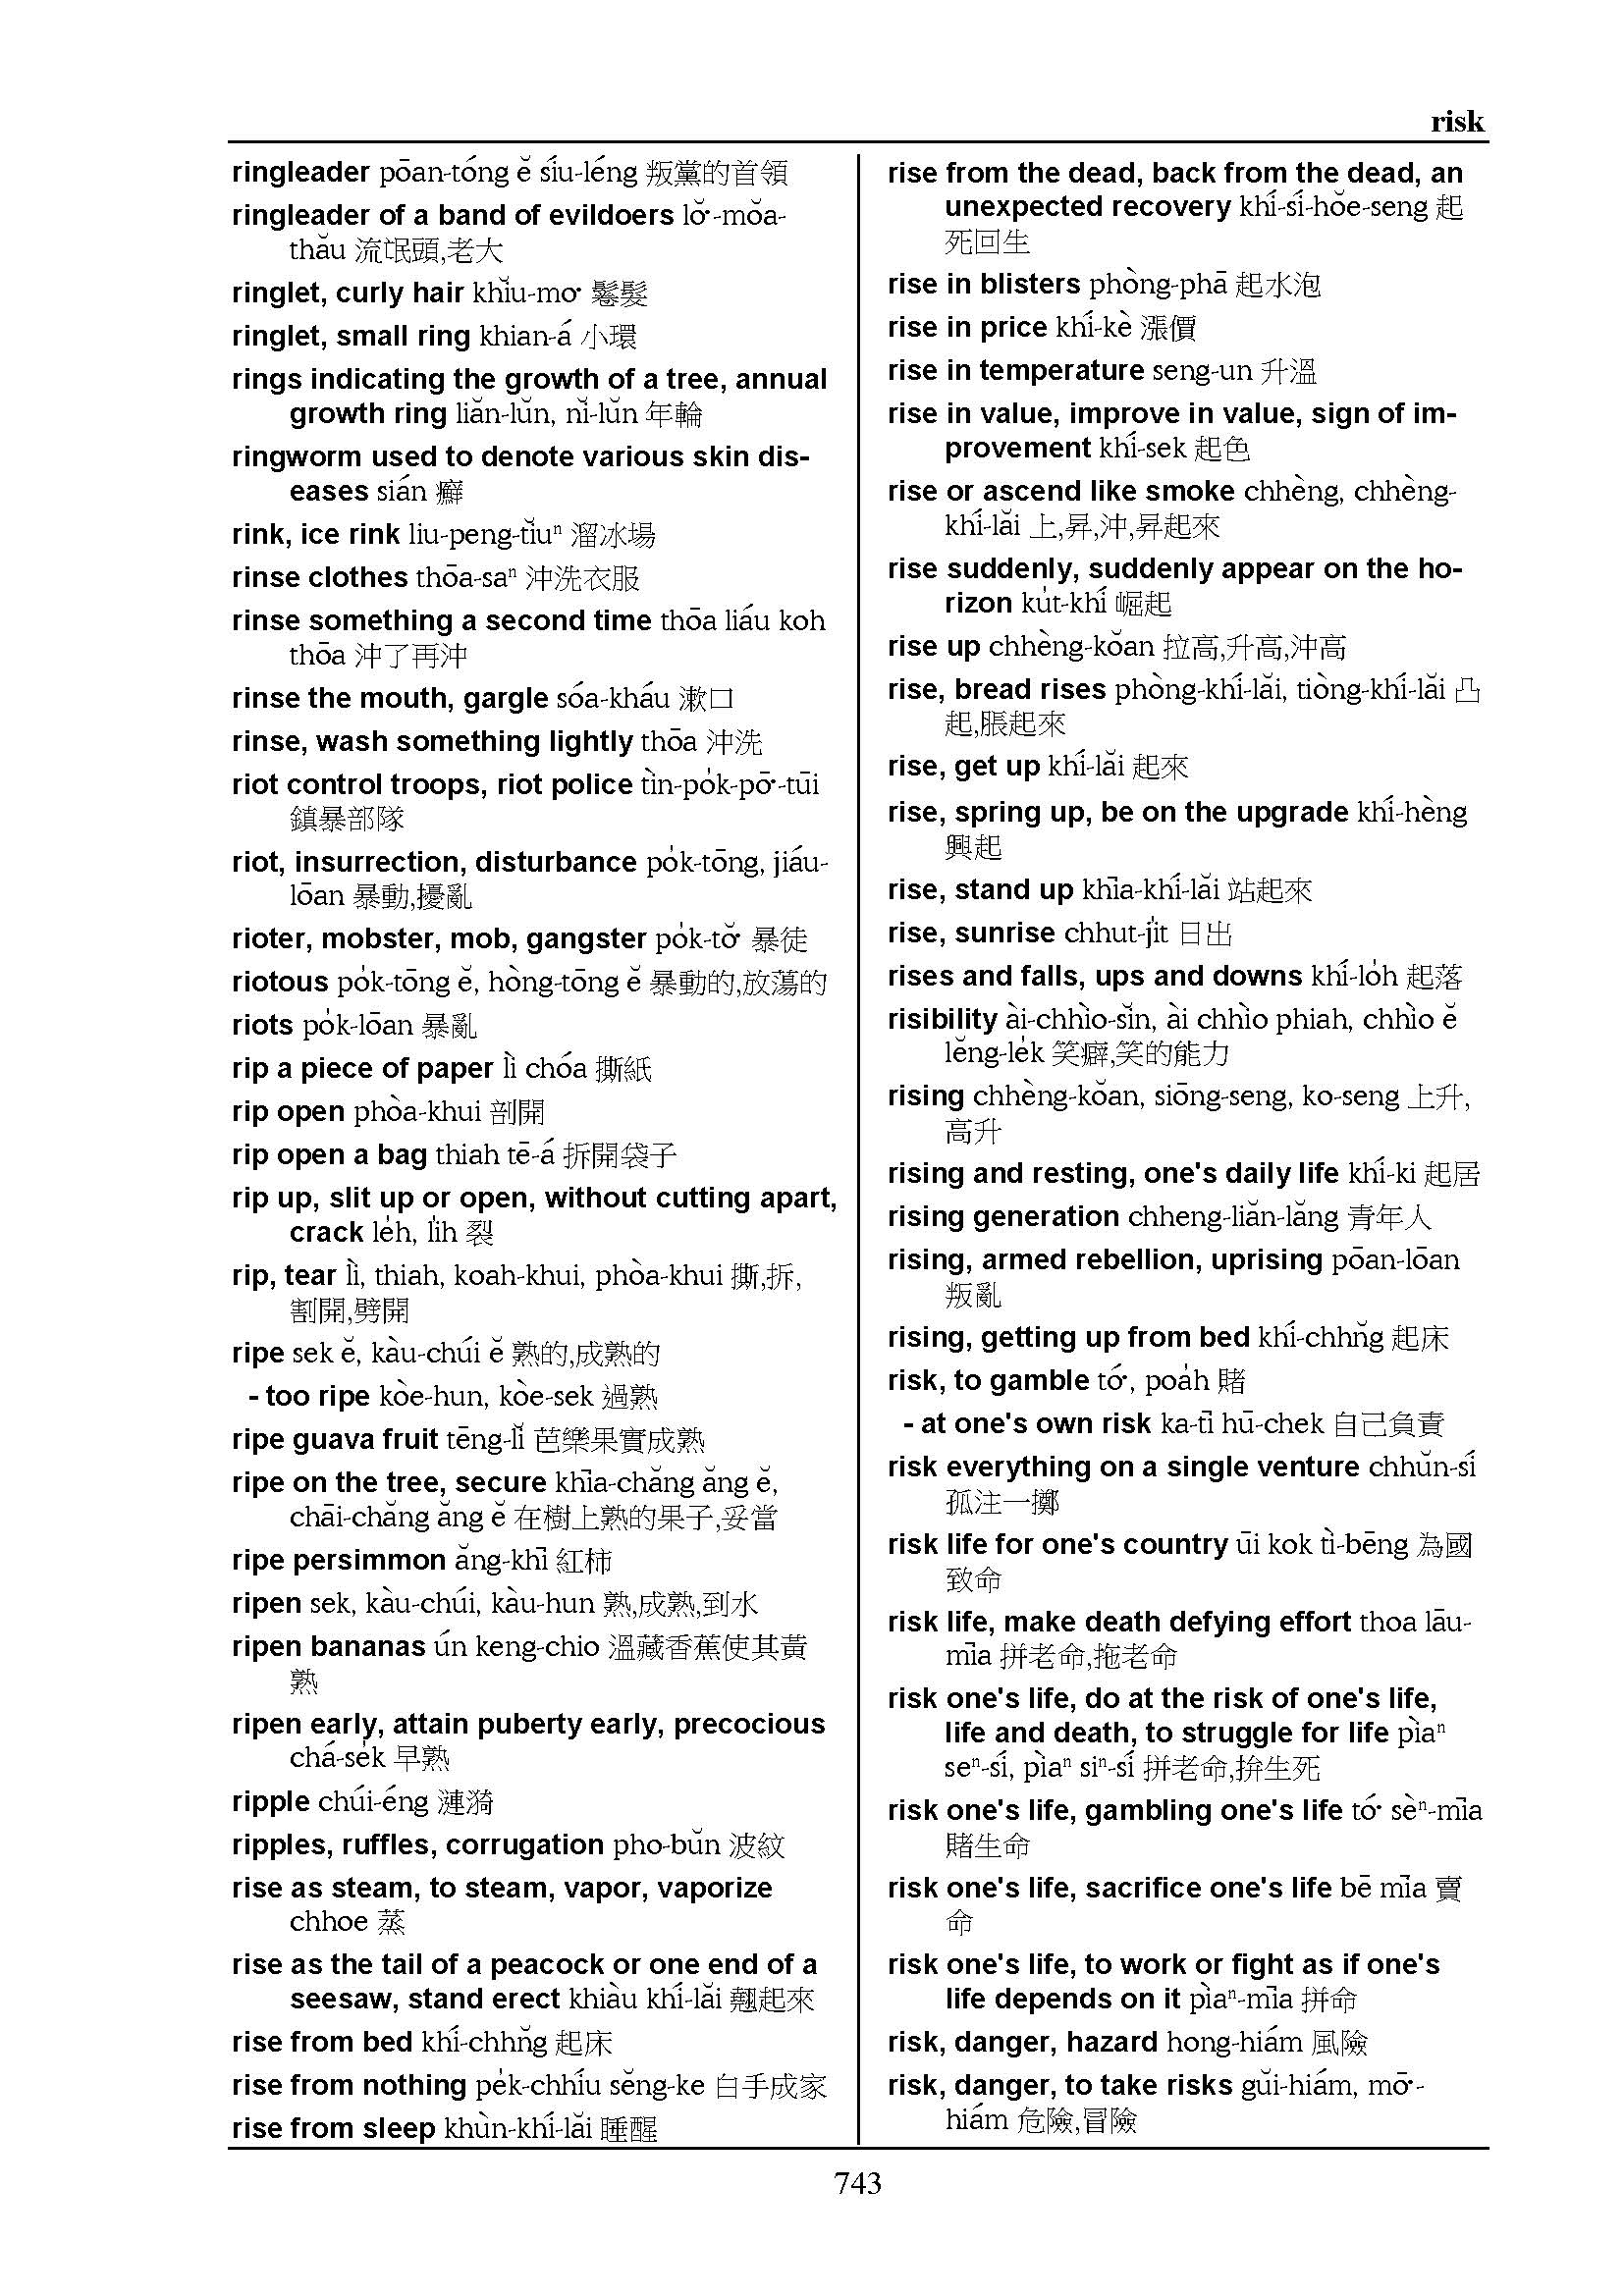 risk
ringleader pōan-tóng ĕ síu-léng 叛黨的首領
ringleader of a band of evildoers lŏ͘-mŏa-
thău 流氓頭,老大
ringlet, curly hair khĭu-mo͘ 鬈髮
ringlet, small ring khian-á 小環
rings indicating the growth of a tree, annual
growth ring liăn-lŭn, nĭ-lŭn 年輪
ringworm used to denote various skin dis-
eases sián 癬
rink, ice rink liu-peng-tĭuⁿ 溜冰場
rinse clothes thōa-saⁿ 沖洗衣服
rinse something a second time thōa liáu koh
thōa 沖了再沖
rinse the mouth, gargle sóa-kháu 漱口
rinse, wash something lightly thōa 沖洗
riot control troops, riot police tìn-po̍k-pō͘-tūi
鎮暴部隊
riot, insurrection, disturbance po̍k-tōng, jiáu-
lōan 暴動,擾亂
rioter, mobster, mob, gangster po̍k-tŏ͘ 暴徒
riotous po̍k-tōng ĕ, hòng-tōng ĕ 暴動的,放蕩的
riots po̍k-lōan 暴亂
rip a piece of paper lì chóa 撕紙
rip open phòa-khui 剖開
rip open a bag thiah tē-á 拆開袋子
rip up, slit up or open, without cutting apart,
crack le̍h, li̍h 裂
rip, tear lì, thiah, koah-khui, phòa-khui 撕,拆,
割開,劈開
ripe sek ĕ, kàu-chúi ĕ 熟的,成熟的
- too ripe kòe-hun, kòe-sek 過熟
ripe guava fruit tēng-lĭ 芭樂果實成熟
ripe on the tree, secure khīa-chăng ăng ĕ,
chāi-chăng ăng ĕ 在樹上熟的果子,妥當
ripe persimmon ăng-khī 紅柿
ripen sek, kàu-chúi, kàu-hun 熟,成熟,到水
ripen bananas ún keng-chio 溫藏香蕉使其黃
熟
ripen early, attain puberty early, precocious
chá-se̍k 早熟
ripple chúi-éng 漣漪
ripples, ruffles, corrugation pho-bŭn 波紋
rise as steam, to steam, vapor, vaporize
chhoe 蒸
rise as the tail of a peacock or one end of a
seesaw, stand erect khiàu khí-lăi 翹起來
rise from bed khí-chhn̆g 起床
rise from nothing pe̍k-chhíu sĕng-ke 白手成家
rise from sleep khùn-khí-lăi 睡醒
rise from the dead, back from the dead, an
unexpected recovery khí-sí-hŏe-seng 起
死回生
rise in blisters phòng-phā 起水泡
rise in price khí-kè 漲價
rise in temperature seng-un 升溫
rise in value, improve in value, sign of im-
provement khí-sek 起色
rise or ascend like smoke chhèng, chhèng-
khí-lăi 上,昇,沖,昇起來
rise suddenly, suddenly appear on the ho-
rizon ku̍t-khí 崛起
rise up chhèng-kŏan 拉高,升高,沖高
rise, bread rises phòng-khí-lăi, tiòng-khí-lăi 凸
起,脹起來
rise, get up khí-lăi 起來
rise, spring up, be on the upgrade khí-hèng
興起
rise, stand up khīa-khí-lăi 站起來
rise, sunrise chhut-ji̍t 日出
rises and falls, ups and downs khí-lo̍h 起落
risibility ài-chhìo-sĭn, ài chhìo phiah, chhìo ĕ
lĕng-le̍k 笑癖,笑的能力
rising chhèng-kŏan, siōng-seng, ko-seng 上升,
高升
rising and resting, one's daily life khí-ki 起居
rising generation chheng-liăn-lăng 青年人
rising, armed rebellion, uprising pōan-lōan
叛亂
rising, getting up from bed khí-chhn̆g 起床
risk, to gamble tó͘, poa̍h 賭
- at one's own risk ka-tī hū-chek 自己負責
risk everything on a single venture chhŭn-sí
孤注一擲
risk life for one's country ūi kok tì-bēng 為國
致命
risk life, make death defying effort thoa lāu-
mīa 拼老命,拖老命
risk one's life, do at the risk of one's life,
life and death, to struggle for life pìaⁿ
seⁿ-sí, pìaⁿ siⁿ-sí 拼老命,拚生死
risk one's life, gambling one's life tó͘ sèⁿ-mīa
賭生命
risk one's life, sacrifice one's life bē mīa 賣
命
risk one's life, to work or fight as if one's
life depends on it pìaⁿ-mīa 拼命
risk, danger, hazard hong-hiám 風險
risk, danger, to take risks gŭi-hiám, mō͘-
hiám 危險,冒險
743